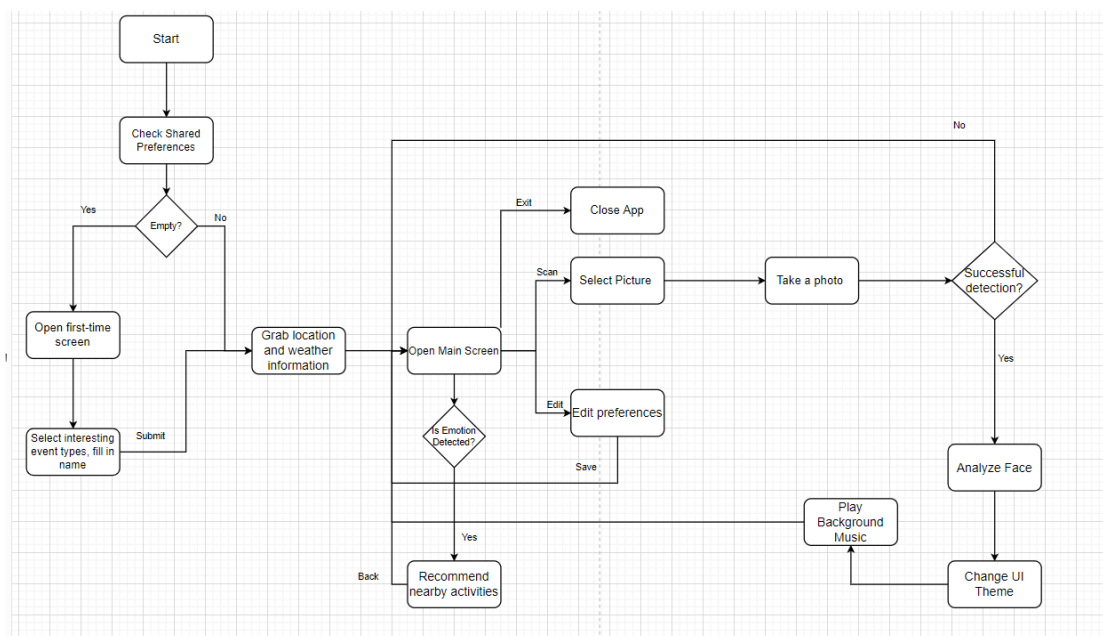 Start
Check Shared
Preferences
Empty?
Yes
No
Open first-time
screen
Select interesting
event types, fill in
name
Submit
Grab location
and weather
information
Open Main Screen
Exit
Close App
Scan
Select Picture
Take a photo
Successful
detection?
No
Yes
Edit
Edit preferences
Save
Is Emotion
Detected?
Yes
Recommend
nearby activities
Back
Analyze Face
Change UI
Theme
Play
Background
Music